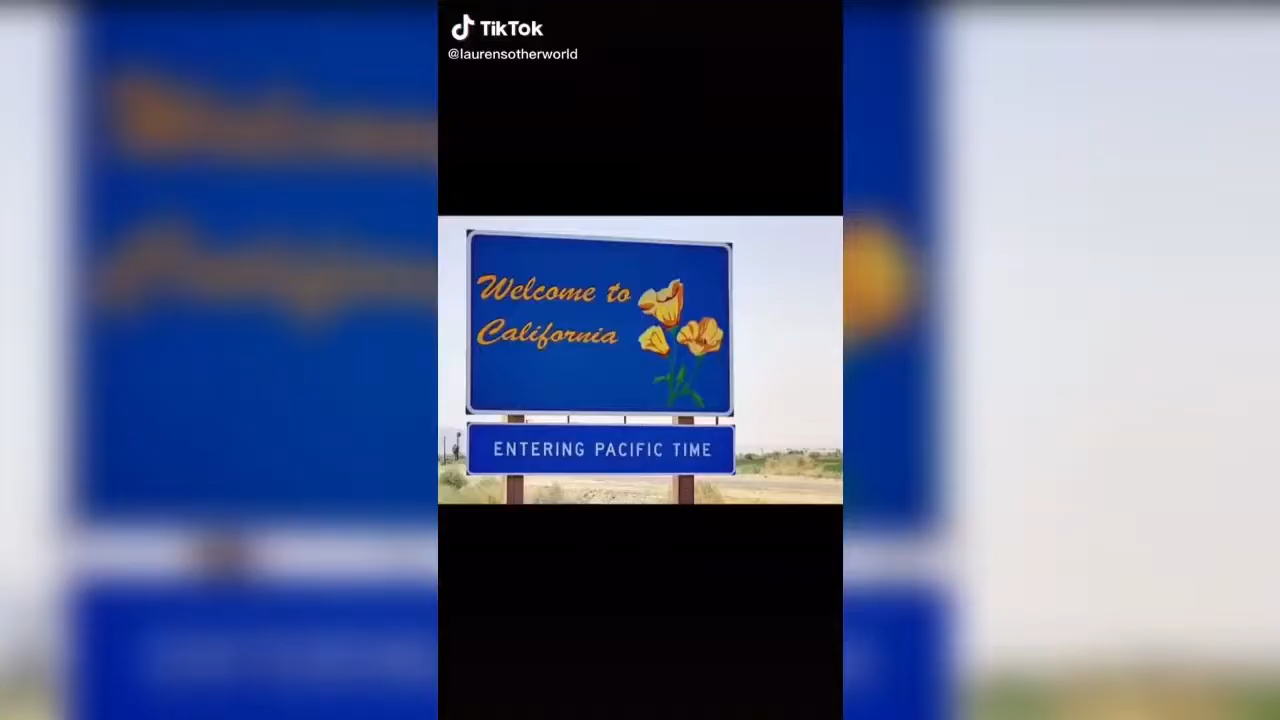 TikTok
@laurensotherworld
Welcome to
California
ENTERING PACIFIC TIME